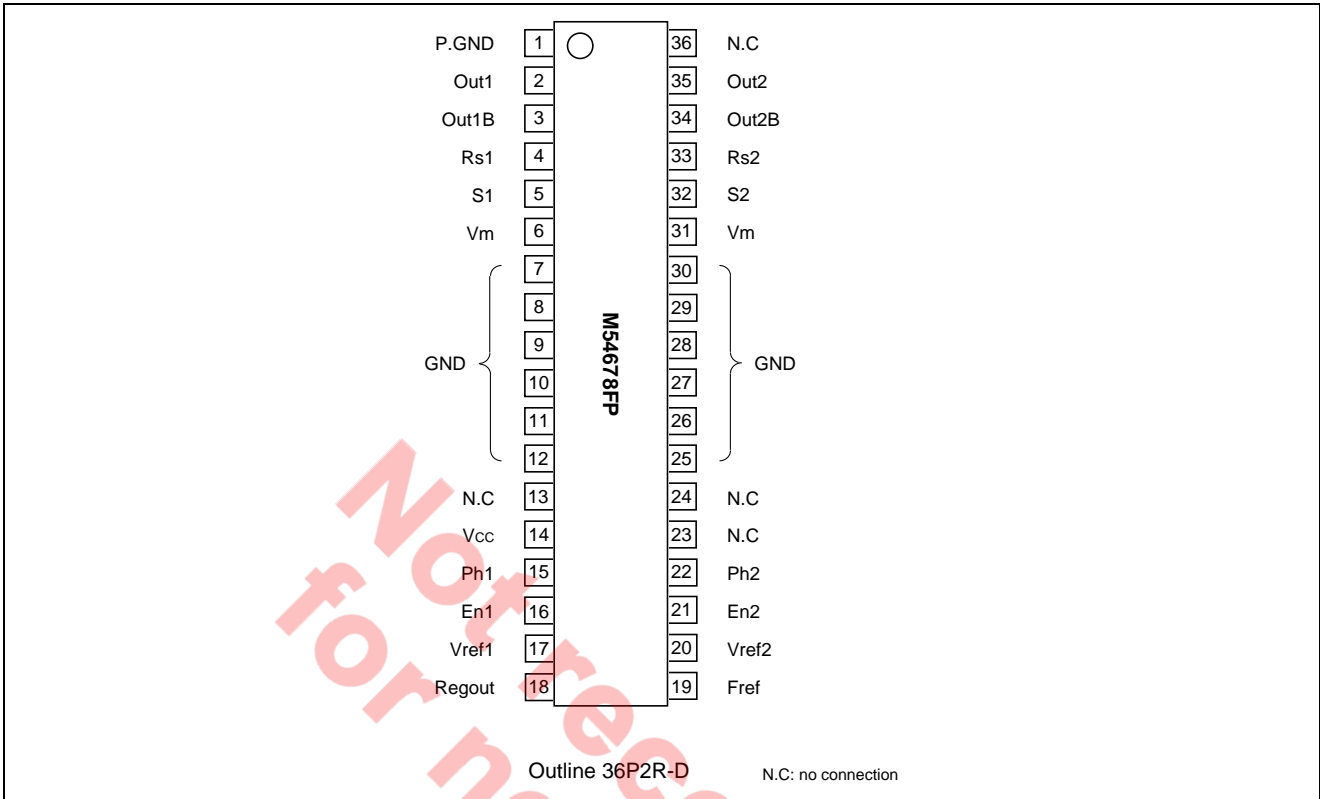 P.GND 1 36 N.C
Out1 2 35 Out2
Out1B 3 34 Out2B
Rs1 4 33 Rs2
S1 5 32 S2
Vm 6 31 Vm
7 30
8 29
9 28
GND 10 27 GND
11 26
12 25
M54678FP
N.C 13 24 N.C
Vcc 14 23 N.C
Ph1 15 22 Ph2
En1 16 21 En2
Vref1 17 20 Vref2
Regout 18 19 Fref
Outline 36P2R-D
N.C: no connection
Not reco
for n